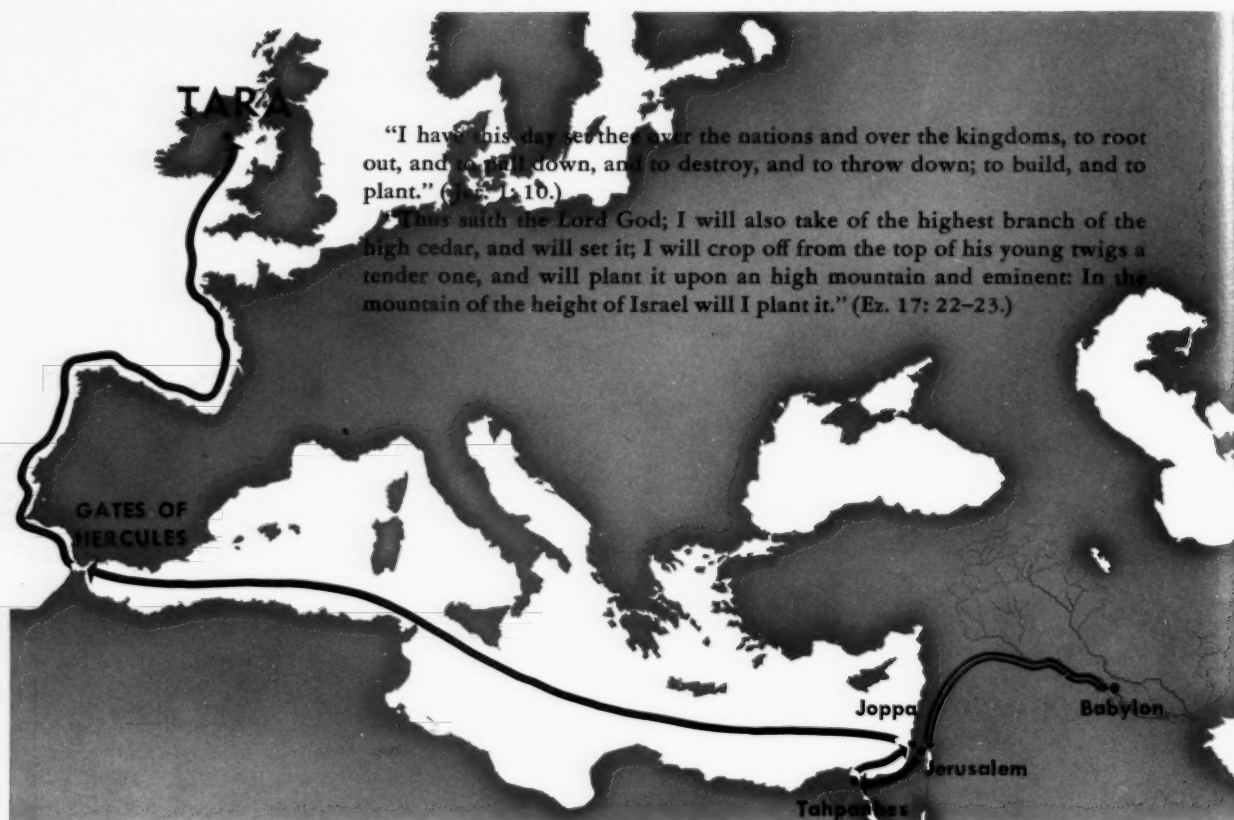 TARA
“I have this day set thee over the nations and over the kingdoms, to root
out, and to pull down, and to destroy, and to throw down; to build, and to
plant.” (Jer. 1: 10.)
“Thus saith the Lord God; I will also take of the highest branch of the
high cedar, and will set it; I will crop off from the top of his young twigs a
tender one, and will plant it upon an high mountain and eminent: In the
mountain of the height of Israel will I plant it.” (Ez. 17: 22–23.)
GATES OF
HERCULES
Joppa
Babylon
Jerusalem
Tahpanhes